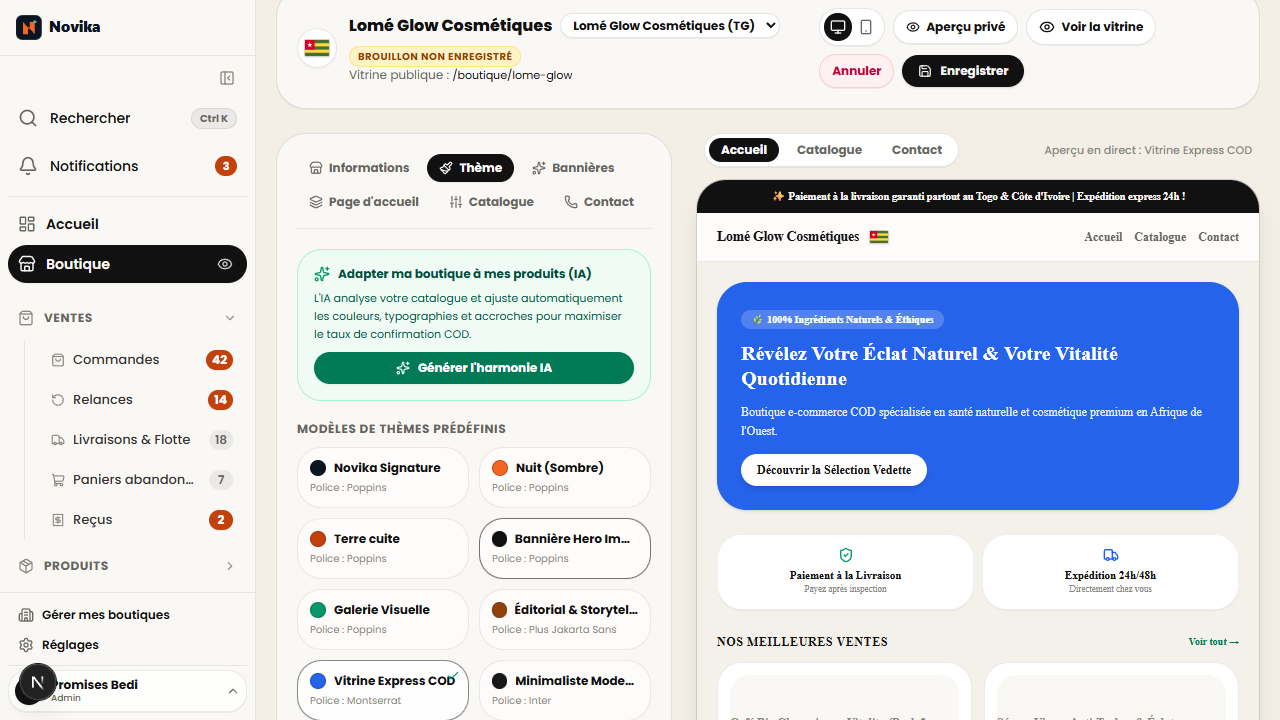 Novika
Rechercher
Ctrl K
Notifications
3
Accueil
Boutique
VENTES
Commandes
42
Relances
14
Livraisons & Flotte
18
Paniers abandon...
7
Reçus
2
PRODUITS
Gérer mes boutiques
Réglages
N
romises Bedi
Admin
Lomé Glow Cosmétiques
Lomé Glow Cosmétiques (TG)
BROUILLON NON ENREGISTRÉ
Vitrine publique : /boutique/lome-glow
Aperçu privé
Voir la vitrine
Annuler
Enregistrer
Informations
Thème
Bannières
Page d'accueil
Catalogue
Contact
Adapter ma boutique à mes produits (IA)
L'IA analyse votre catalogue et ajuste automatiquement
les couleurs, typographies et accroches pour maximiser
le taux de confirmation COD.
Générer l'harmonie IA
MODÈLES DE THÈMES PRÉDÉFINIS
Novika Signature
Police : Poppins
Nuit (Sombre)
Police : Poppins
Terre cuite
Police : Poppins
Bannière Hero Im...
Police : Poppins
Galerie Visuelle
Police : Poppins
Éditorial & Storytel...
Police : Plus Jakarta Sans
Vitrine Express COD
Police : Montserrat
Minimaliste Mode...
Police : Inter
Accueil
Catalogue
Contact
Aperçu en direct : Vitrine Express COD
✨ Paiement à la livraison garanti partout au Togo & Côte d'Ivoire | Expédition express 24h !
Lomé Glow Cosmétiques
Accueil
Catalogue
Contact
🌿 100% Ingrédients Naturels & Éthiques
Révélez Votre Éclat Naturel & Votre Vitalité
Quotidienne
Boutique e-commerce COD spécialisée en santé naturelle et cosmétique premium en Afrique de
l'Ouest.
Découvrir la Sélection Vedette
Paiement à la Livraison
Payez après inspection
Expédition 24h/48h
Directement chez vous
NOS MEILLEURES VENTES
Voir tout →